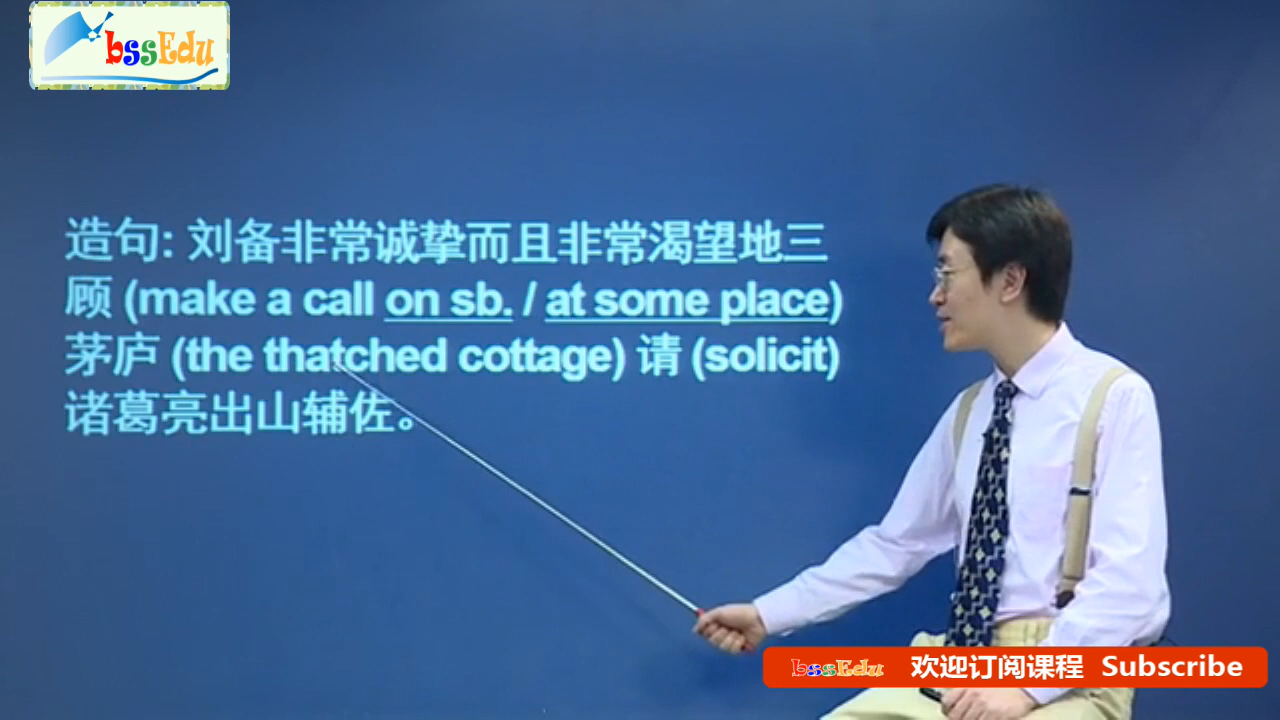 bssEdu
造句: 刘备非常诚挚而且非常渴望地三
顾 (make a call on sb. / at some place)
茅庐 (the thatched cottage) 请 (solicit)
诸葛亮出山辅佐。
bssEdu 欢迎订阅课程 Subscribe